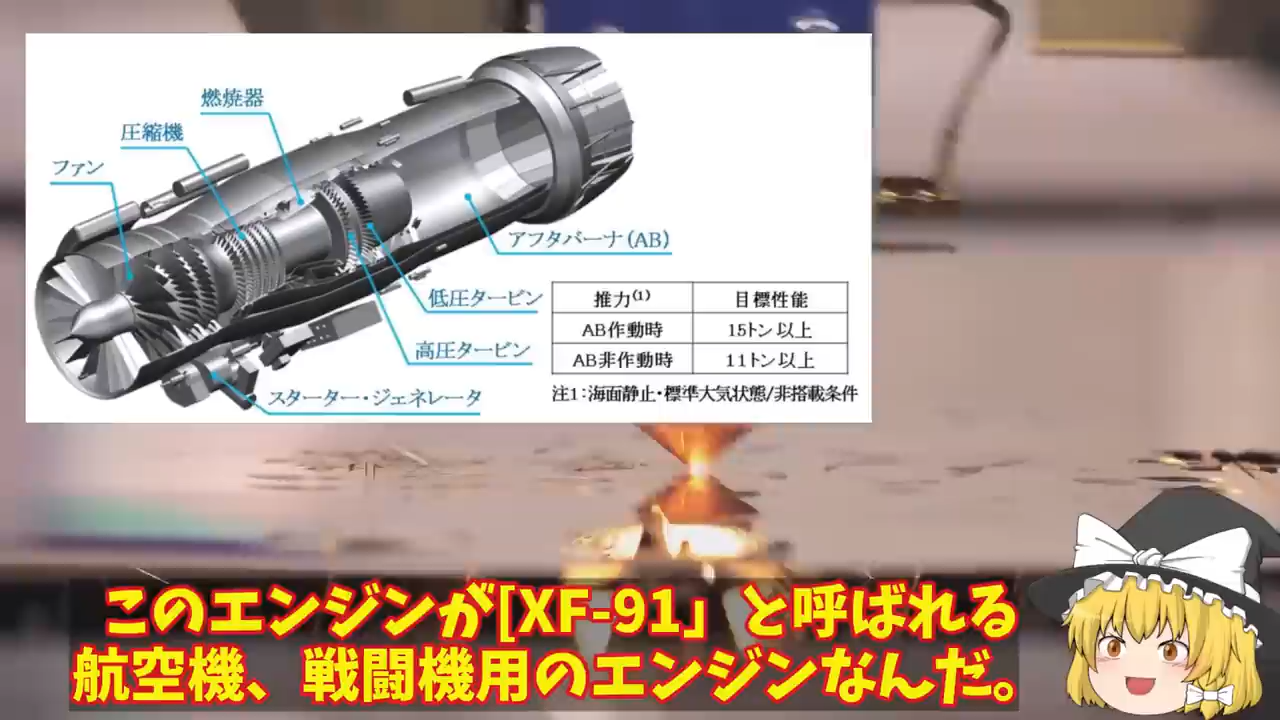 燃焼器
圧縮機
ファン
アフタバーナ(AB)
低圧タービン
高圧タービン
スターター・ジェネレータ
推力(1) 目標性能
AB作動時 15トン以上
AB非作動時 11トン以上
注1:海面静止・標準大気状態/非搭載条件
このエンジンが[XF-91」と呼ばれる
航空機、戦闘機用のエンジンなんだ。